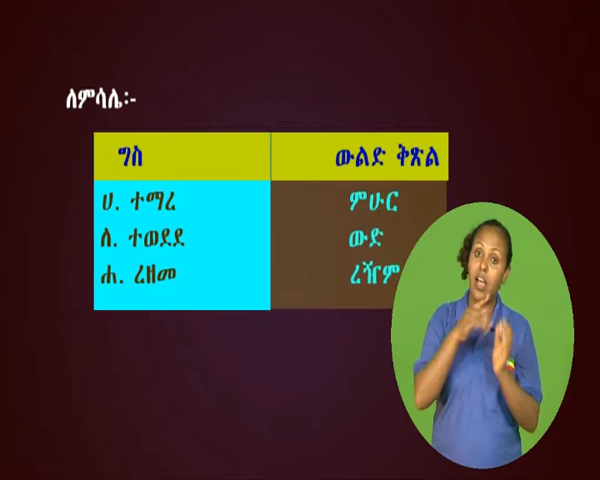 ለምሳሌ፡-
ግስ ውልድ ቅጽል
ሀ. ተማረ ምሁር
ለ. ተወደደ ውድ
ሐ. ረዘመ ረዥም